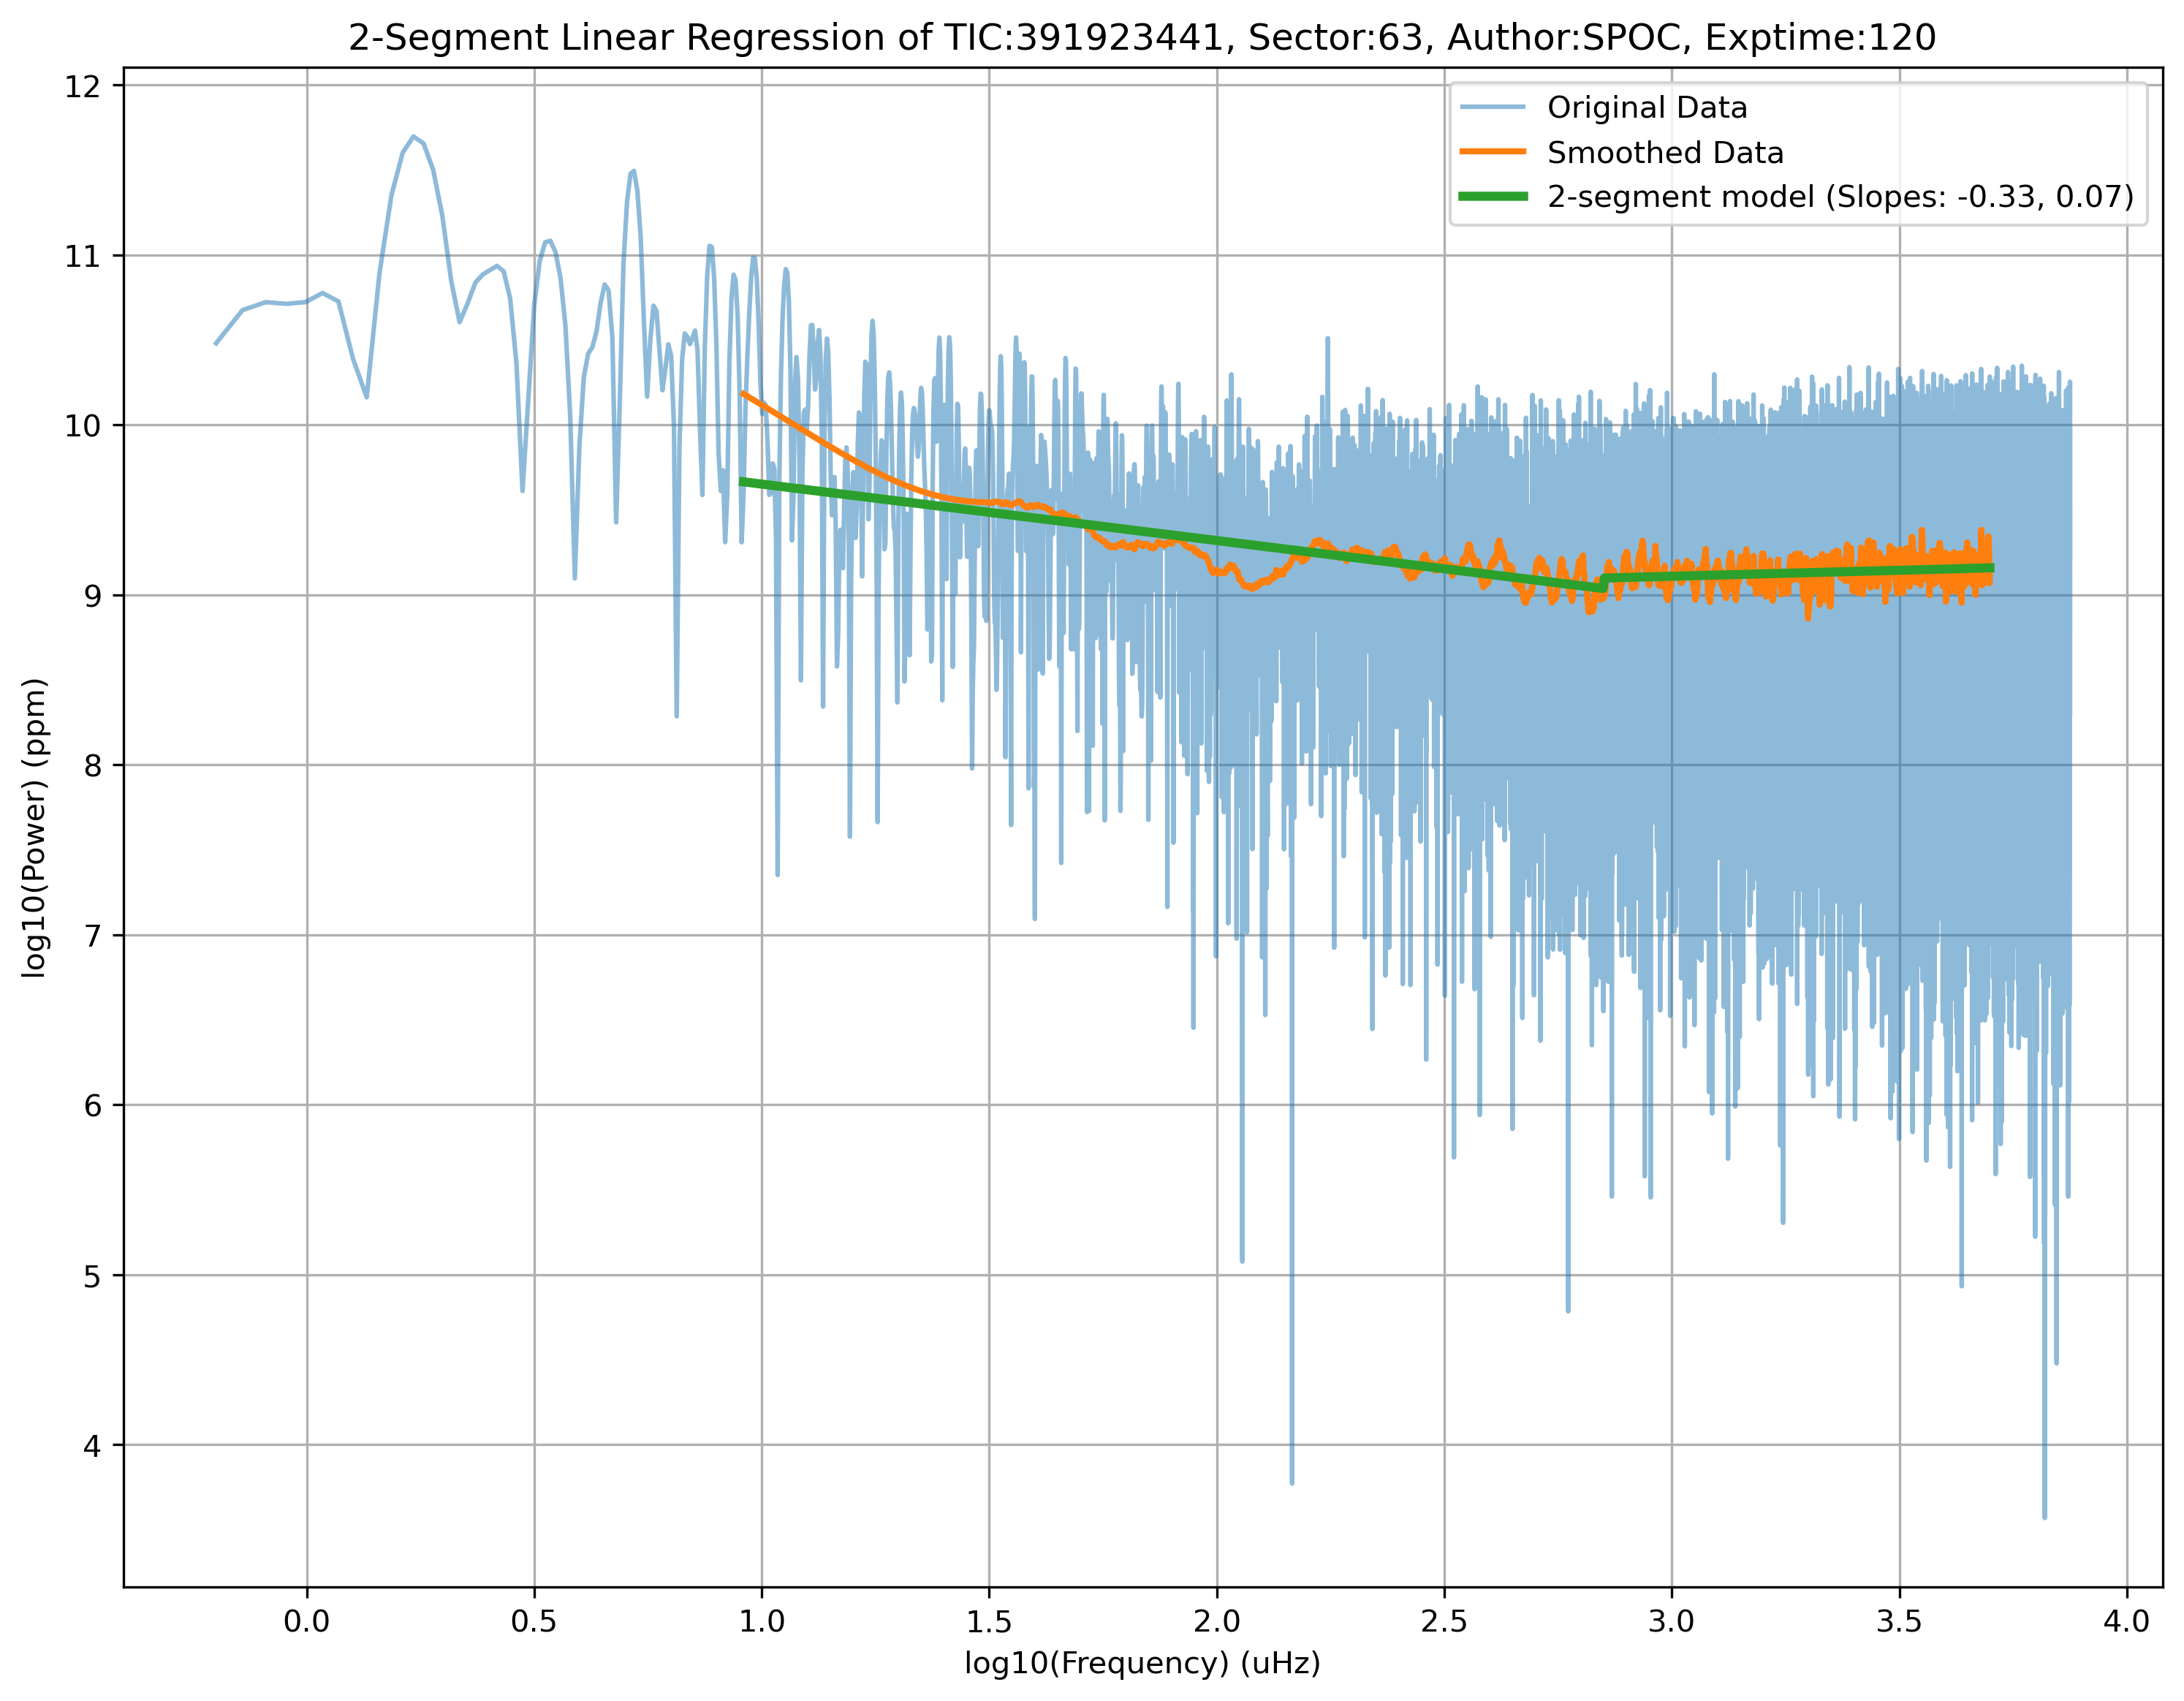 2-Segment Linear Regression of TIC:391923441, Sector:63, Author:SPOC, Exptime:120
Original Data
Smoothed Data
2-segment model (Slopes: -0.33, 0.07)
log10(Power) (ppm)
12
11
10
9
8
7
6
5
4
0.0 0.5 1.0 1.5 2.0 2.5 3.0 3.5 4.0
log10(Frequency) (uHz)